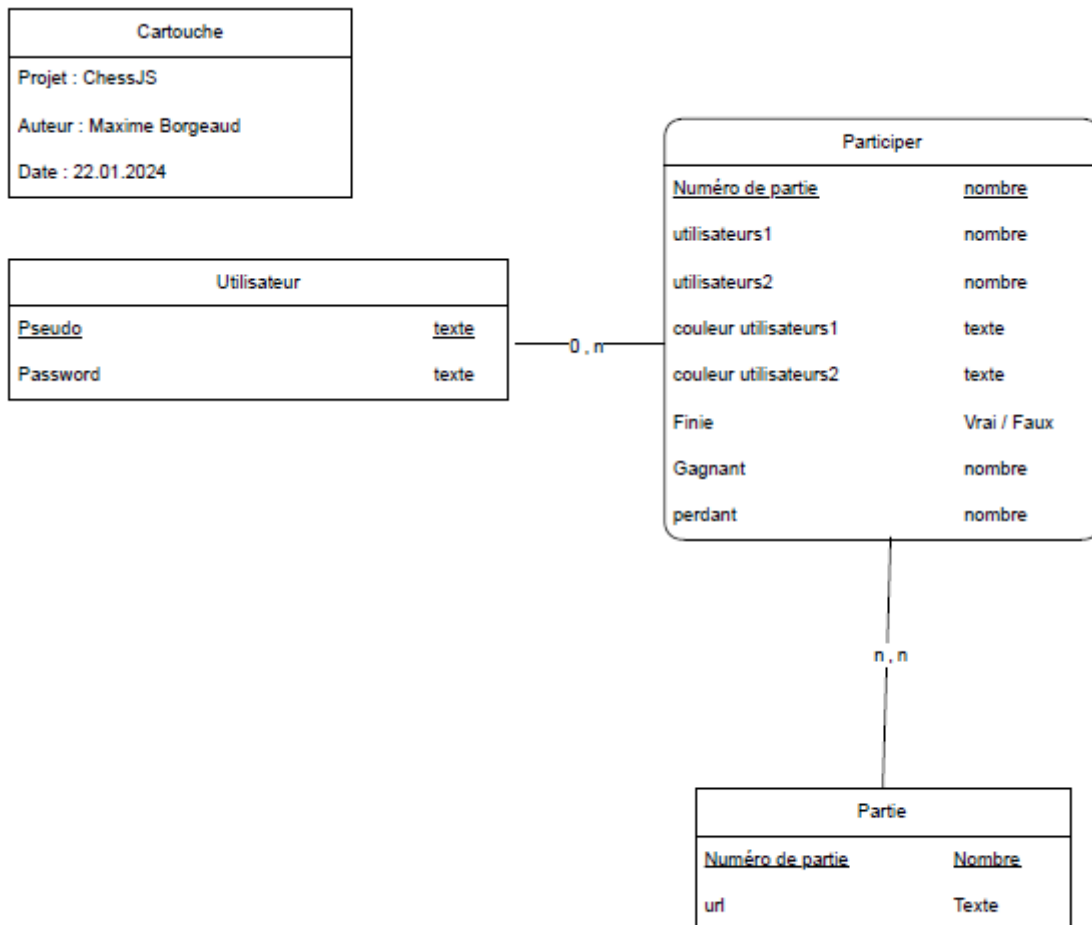 Cartouche
Projet : ChessJS
Auteur : Maxime Borgeaud
Date : 22.01.2024
Participer
Numéro de partie nombre
utilisateurs1 nombre
utilisateurs2 nombre
couleur utilisateurs1 texte
couleur utilisateurs2 texte
Finie Vrai / Faux
Gagnant nombre
perdant nombre
Utilisateur
Pseudo texte
Password texte
0 , n
n , n
Partie
Numéro de partie Nombre
url Texte